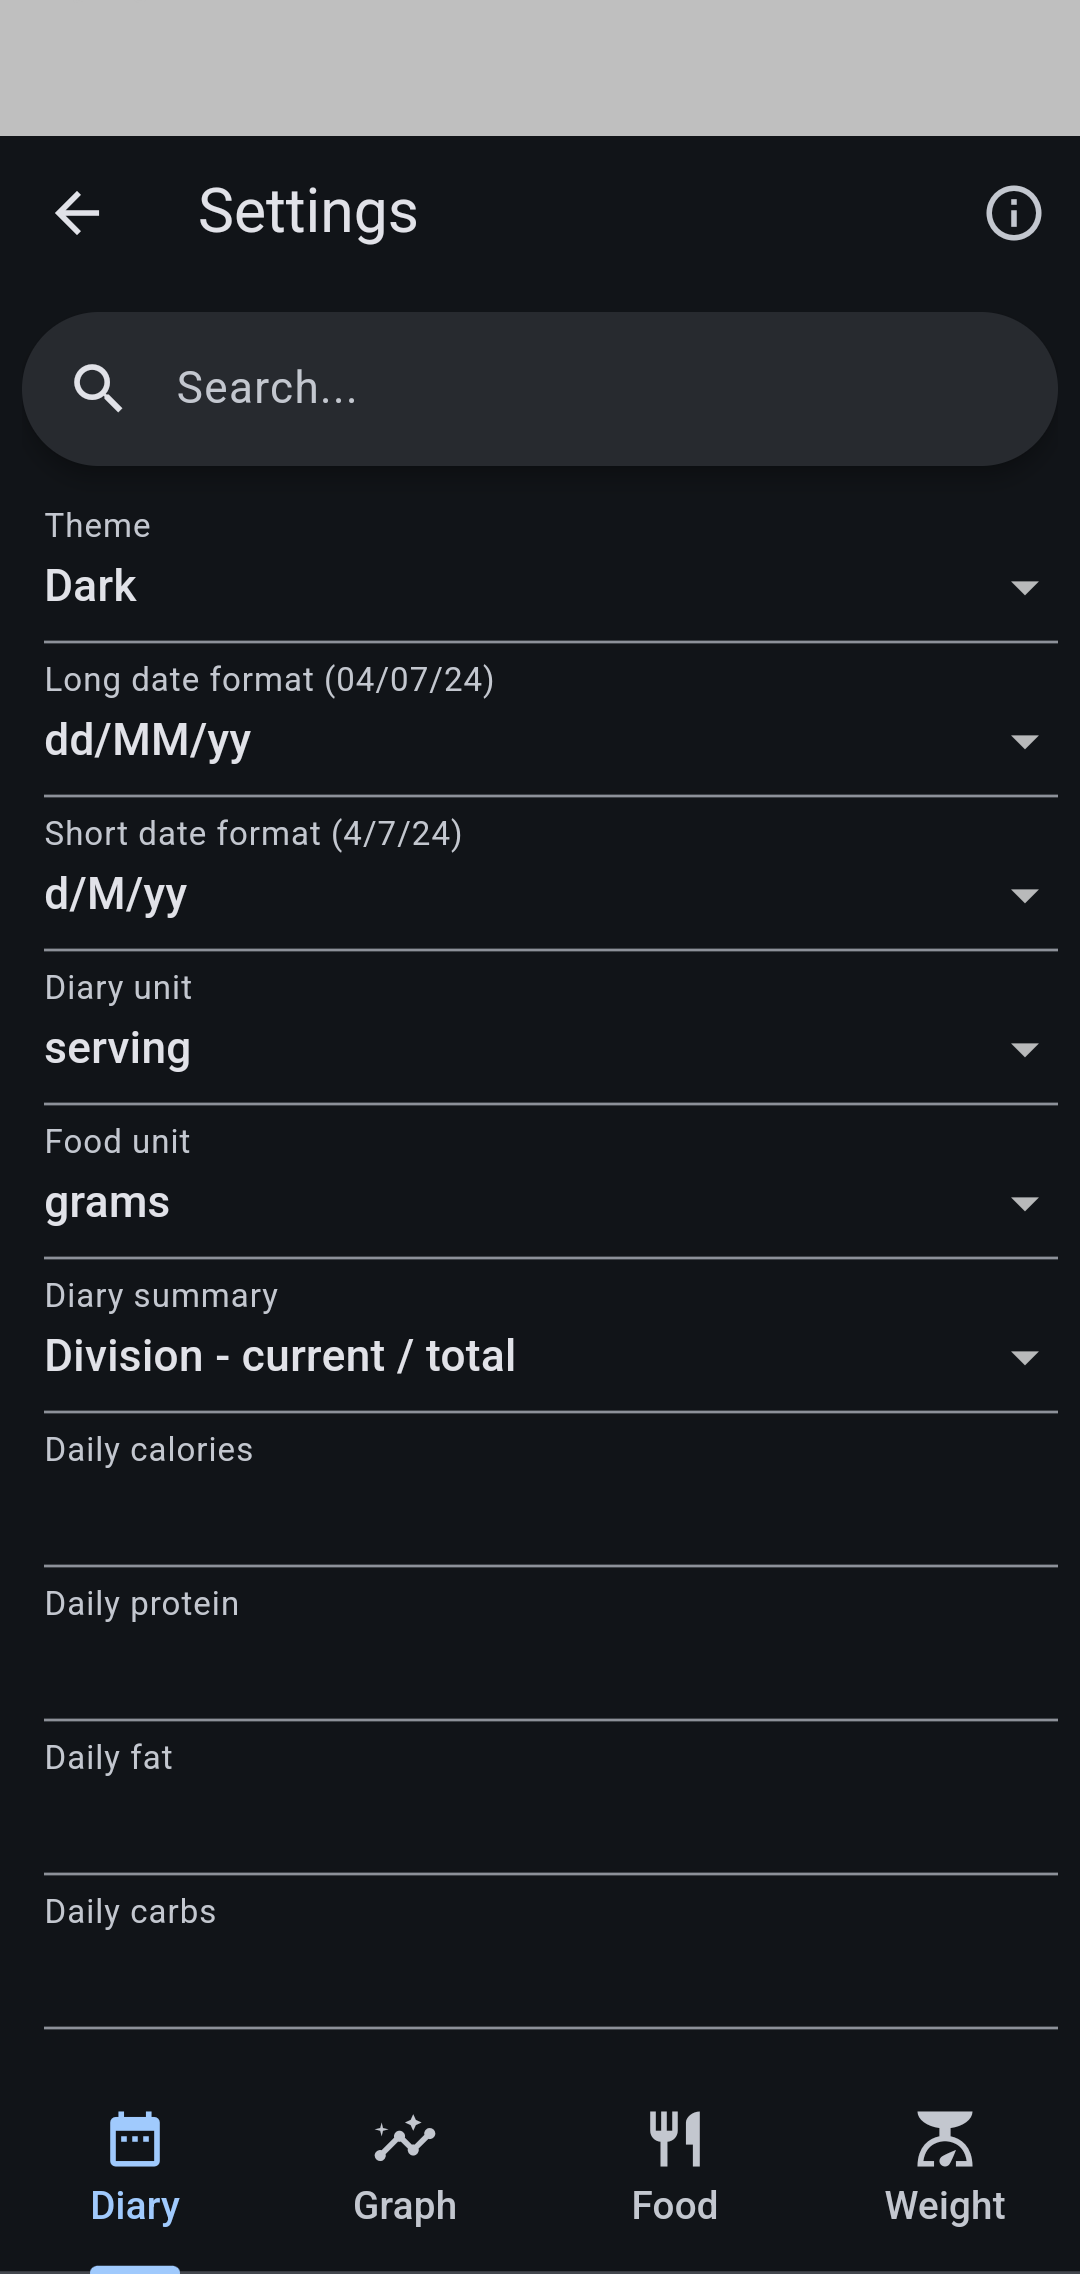 Settings
Search...
Theme
Dark
Long date format (04/07/24)
dd/MM/yy
Short date format (4/7/24)
d/M/yy
Diary unit
serving
Food unit
grams
Diary summary
Division - current / total
Daily calories
Daily protein
Daily fat
Daily carbs
Diary
Graph
Food
Weight